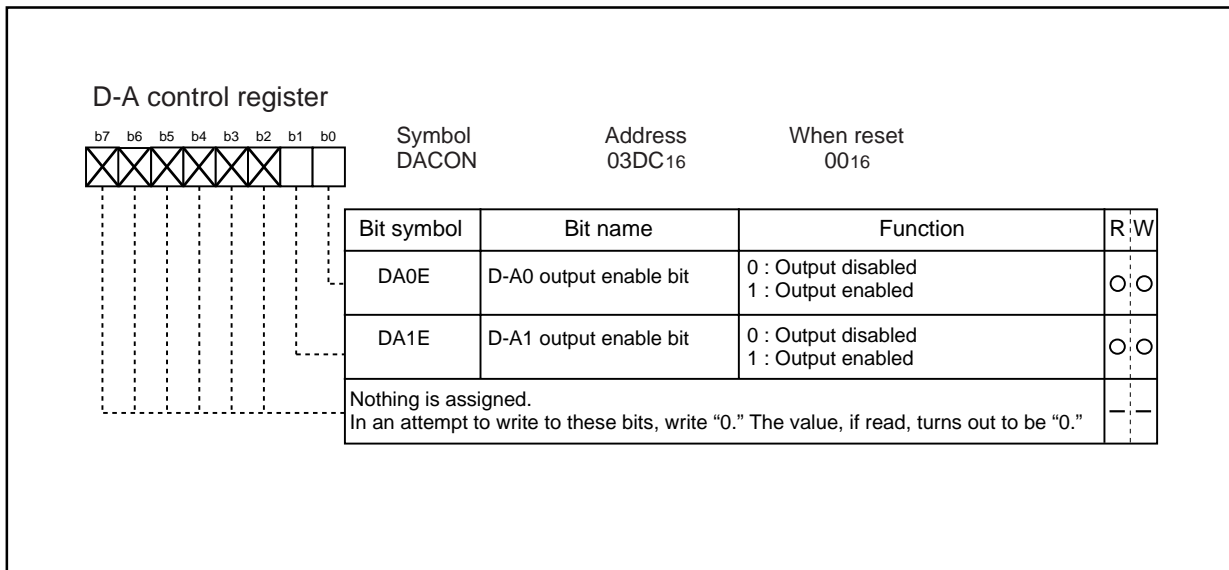 D-A control register
b7 b6 b5 b4 b3 b2 b1 b0
Symbol Address When reset
DACON 03DC16 0016
Bit symbol Bit name Function R W
DA0E D-A0 output enable bit 0 : Output disabled
1 : Output enabled
DA1E D-A1 output enable bit 0 : Output disabled
1 : Output enabled
Nothing is assigned.
In an attempt to write to these bits, write “0.” The value, if read, turns out to be “0.”